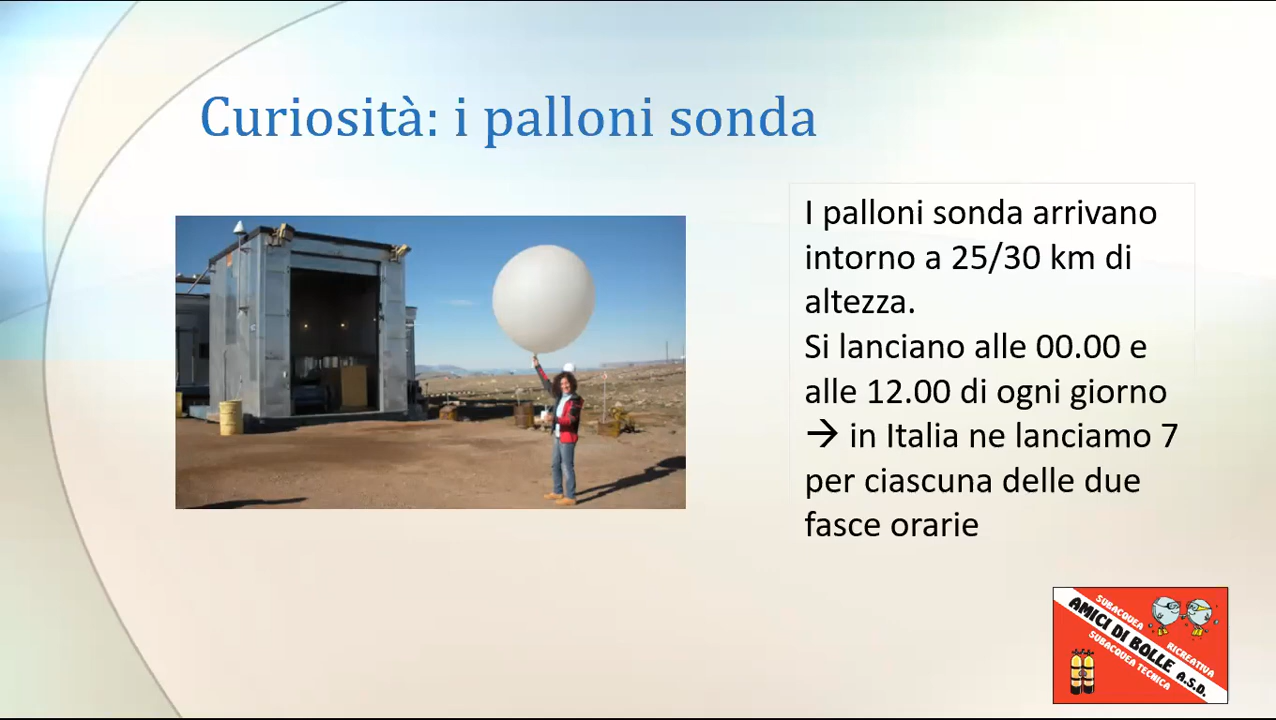 Curiosità: i palloni sonda
I palloni sonda arrivano
intorno a 25/30 km di
altezza.
Si lanciano alle 00.00 e
alle 12.00 di ogni giorno
→ in Italia ne lanciamo 7
per ciascuna delle due
fasce orarie
SUBACQUEA RICREATIVA
AMICI DI BOLLE A.S.D.
SUBACQUEA TECNICA